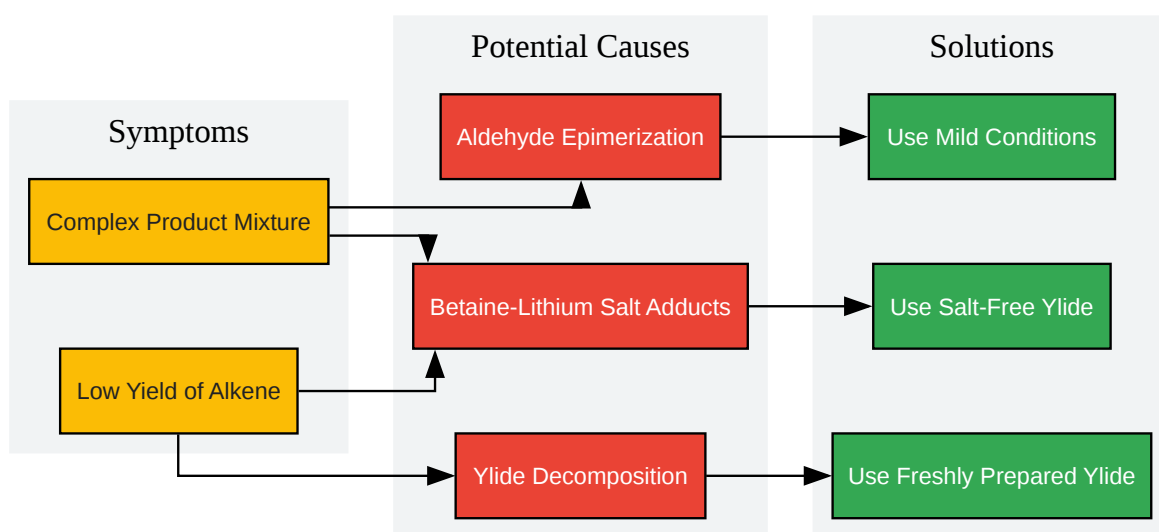 Symptoms
Complex Product Mixture
Low Yield of Alkene
Potential Causes
Aldehyde Epimerization
Betaine-Lithium Salt Adducts
Ylide Decomposition
Solutions
Use Mild Conditions
Use Salt-Free Ylide
Use Freshly Prepared Ylide